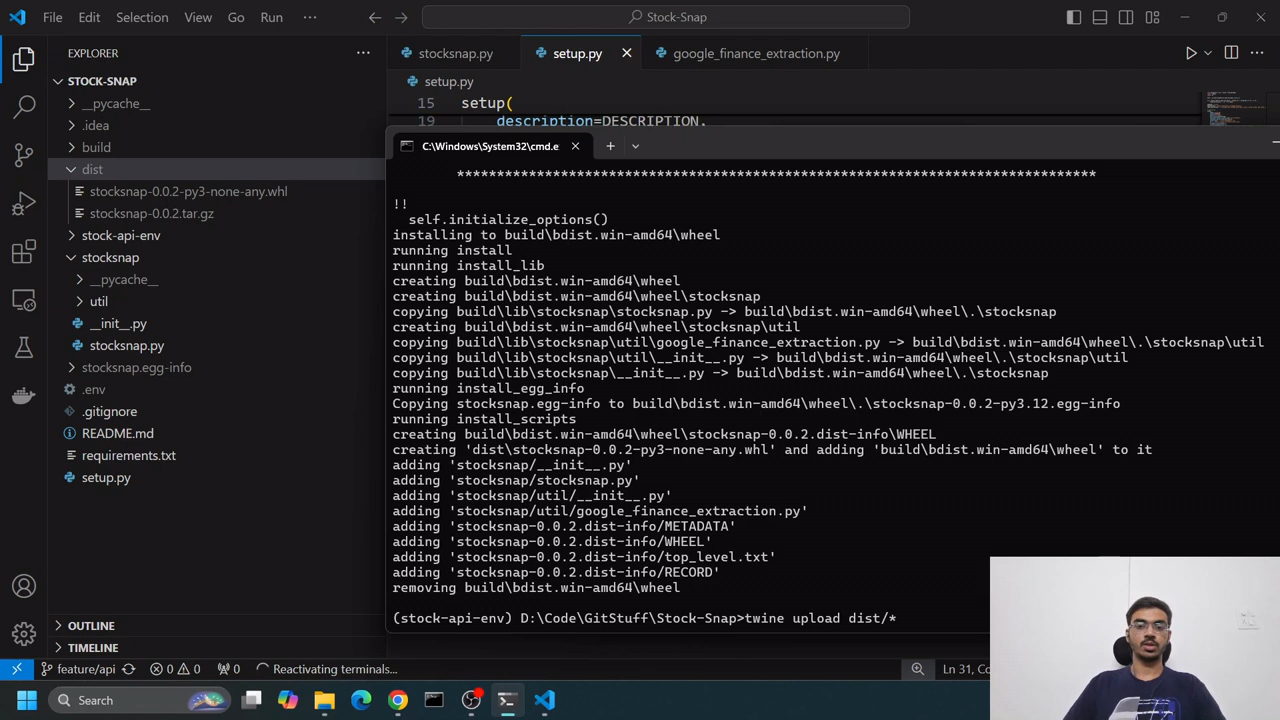 File Edit Selection View Go Run ··· Stock-Snap
EXPLORER
STOCK-SNAP
__pycache__
.idea
build
dist
stocksnap-0.0.2-py3-none-any.whl
stocksnap-0.0.2.tar.gz
stock-api-env
stocksnap
__pycache__
util
__init__.py
stocksnap.py
stocksnap.egg-info
.env
.gitignore
README.md
requirements.txt
setup.py
OUTLINE
TIMELINE
stocksnap.py setup.py google_finance_extraction.py
setup.py
15 setup(
19 description=DESCRIPTION,
C:\Windows\System32\cmd.e
********************************************************************************
!!
self.initialize_options()
installing to build\bdist.win-amd64\wheel
running install
running install_lib
creating build\bdist.win-amd64\wheel
creating build\bdist.win-amd64\wheel\stocksnap
copying build\lib\stocksnap\stocksnap.py -> build\bdist.win-amd64\wheel\.\stocksnap
creating build\bdist.win-amd64\wheel\stocksnap\util
copying build\lib\stocksnap\util\google_finance_extraction.py -> build\bdist.win-amd64\wheel\.\stocksnap\util
copying build\lib\stocksnap\util\__init__.py -> build\bdist.win-amd64\wheel\.\stocksnap\util
copying build\lib\stocksnap\__init__.py -> build\bdist.win-amd64\wheel\.\stocksnap
running install_egg_info
Copying stocksnap.egg-info to build\bdist.win-amd64\wheel\.\stocksnap-0.0.2-py3.12.egg-info
running install_scripts
creating build\bdist.win-amd64\wheel\stocksnap-0.0.2.dist-info\WHEEL
creating 'dist\stocksnap-0.0.2-py3-none-any.whl' and adding 'build\bdist.win-amd64\wheel' to it
adding 'stocksnap/__init__.py'
adding 'stocksnap/stocksnap.py'
adding 'stocksnap/util/__init__.py'
adding 'stocksnap/util/google_finance_extraction.py'
adding 'stocksnap-0.0.2.dist-info/METADATA'
adding 'stocksnap-0.0.2.dist-info/WHEEL'
adding 'stocksnap-0.0.2.dist-info/top_level.txt'
adding 'stocksnap-0.0.2.dist-info/RECORD'
removing build\bdist.win-amd64\wheel
(stock-api-env) D:\Code\GitStuff\Stock-Snap>twine upload dist/*
feature/api 0 0 0 Reactivating terminals... Ln 31, Co
Search